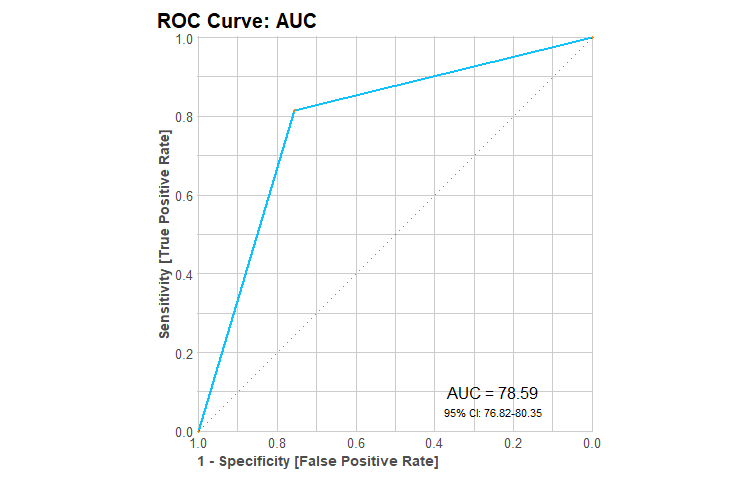 ROC Curve: AUC
Sensitivity [True Positive Rate]
1.0
0.8
0.6
0.4
0.2
0.0
AUC = 78.59
95% CI: 76.82-80.35
1.0 0.8 0.6 0.4 0.2 0.0
1 - Specificity [False Positive Rate]